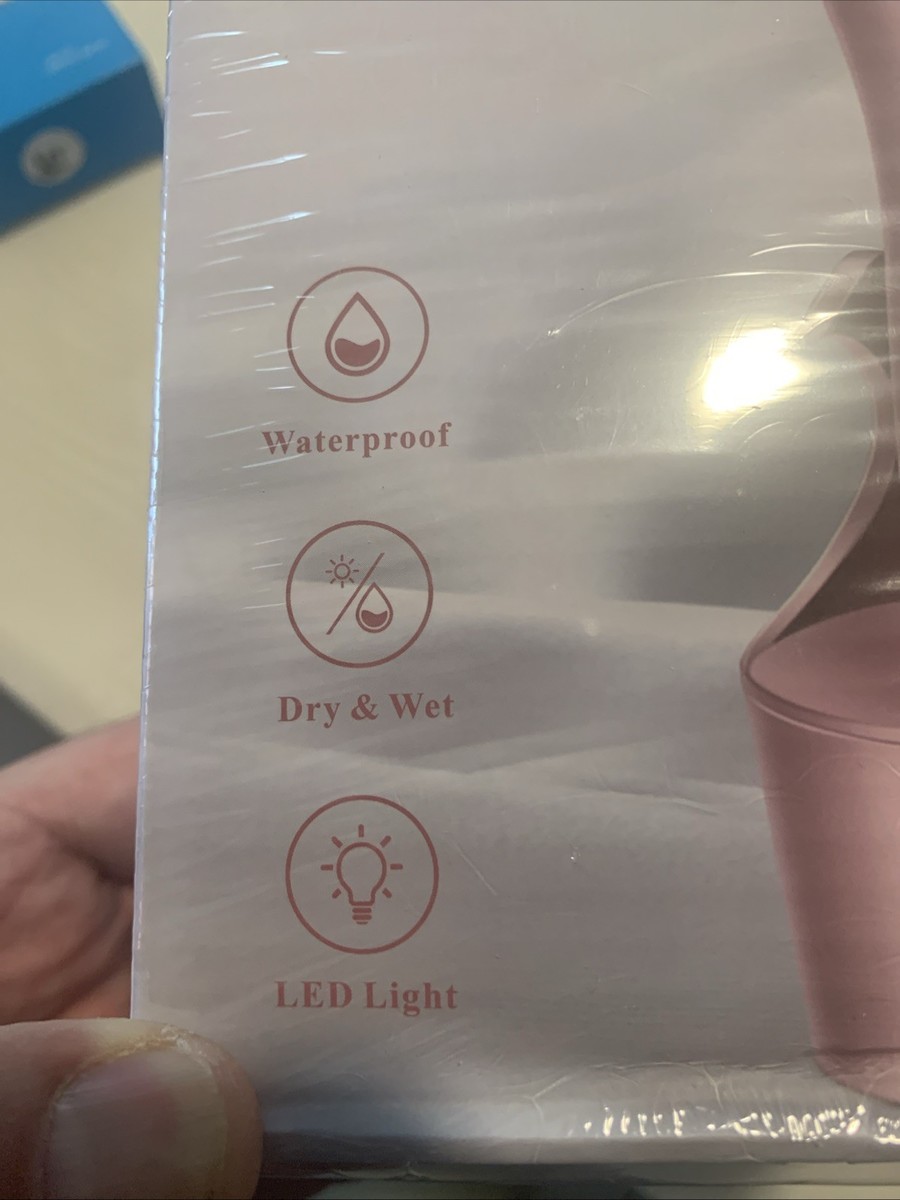 Waterproof
Dry & Wet
LED Light